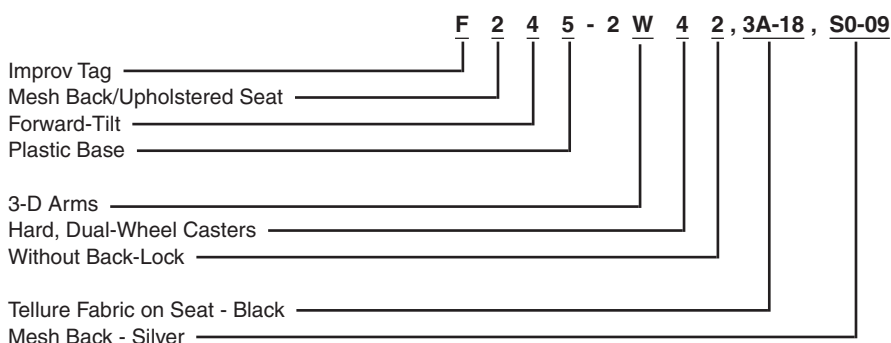 F 2 4 5 - 2 W 4 2 , 3A-18 , S0-09
Improv Tag
Mesh Back/Upholstered Seat
Forward-Tilt
Plastic Base
3-D Arms
Hard, Dual-Wheel Casters
Without Back-Lock
Tellure Fabric on Seat - Black
Mesh Back - Silver